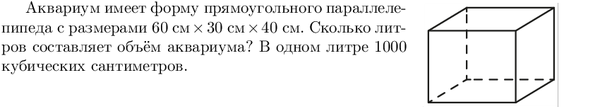 Аквариум имеет форму прямоугольного параллеле-
пипеда с размерами 60 см × 30 см × 40 см. Сколько лит-
ров составляет объём аквариума? В одном литре 1000
кубических сантиметров.